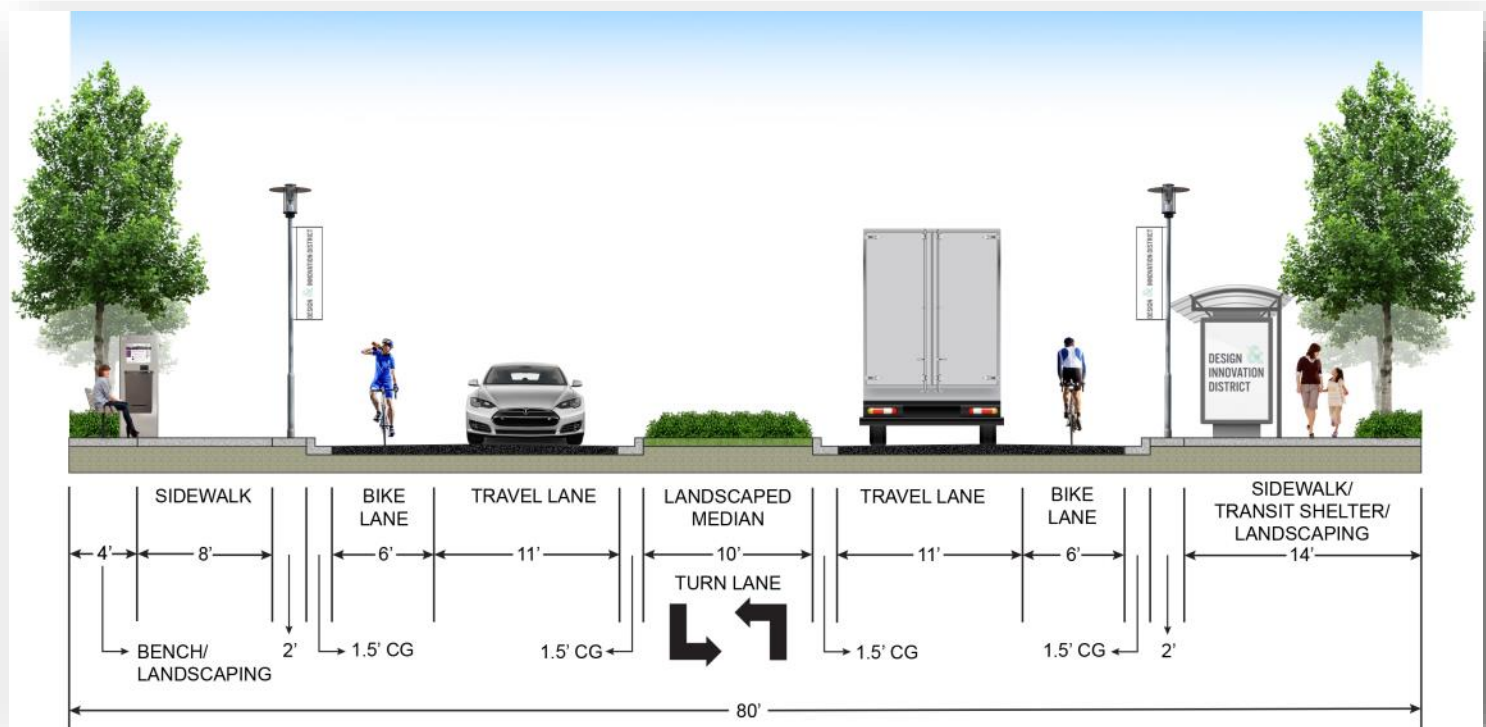 DESIGN & INNOVATION DISTRICT
DESIGN & INNOVATION DISTRICT
DESIGN &
INNOVATION
DISTRICT
SIDEWALK
BIKE
LANE
TRAVEL LANE
LANDSCAPED
MEDIAN
TRAVEL LANE
BIKE
LANE
SIDEWALK/
TRANSIT SHELTER/
LANDSCAPING
4' 8' 6' 11' 10' 11' 6' 14'
TURN LANE
BENCH/
LANDSCAPING
2' 1.5' CG 1.5' CG 1.5' CG 1.5' CG 2'
80'